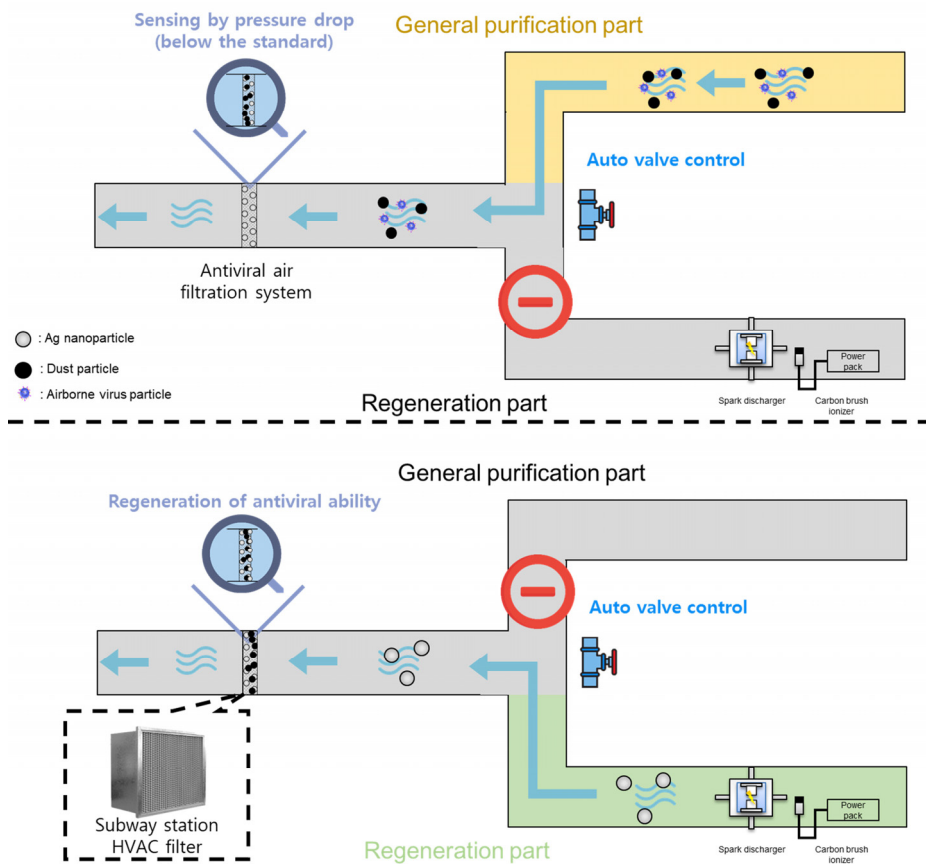 Sensing by pressure drop
(below the standard)
General purification part
Auto valve control
Antiviral air
filtration system
: Ag nanoparticle
: Dust particle
: Airborne virus particle
Power
pack
Spark discharger
Carbon brush
ionizer
Regeneration part
General purification part
Regeneration of antiviral ability
Auto valve control
Subway station
HVAC filter
Power
pack
Spark discharger
Carbon brush
ionizer
Regeneration part